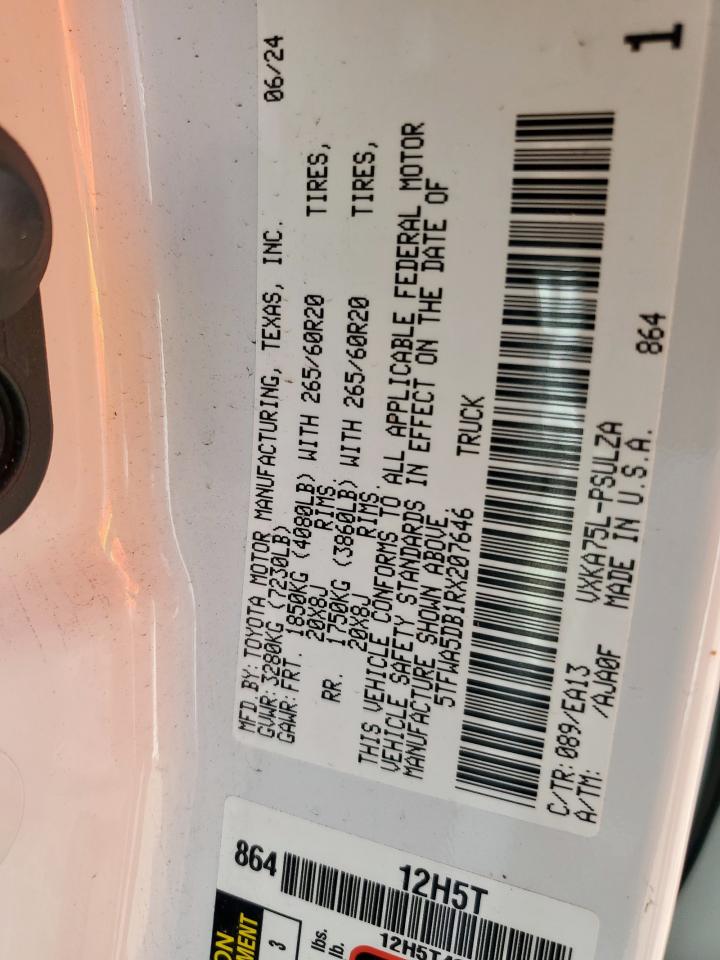 MFD. BY: TOYOTA MOTOR MANUFACTURING, TEXAS, INC. 06/24
GVWR: 3280KG (7230LB)
GAWR: FRT. 1850KG (4080LB) WITH 265/60R20 TIRES,
20X8J RIMS.
RR. 1750KG (3860LB) WITH 265/60R20 TIRES,
20X8J RIMS.
THIS VEHICLE CONFORMS TO ALL APPLICABLE FEDERAL MOTOR
VEHICLE SAFETY STANDARDS IN EFFECT ON THE DATE OF
MANUFACTURE SHOWN ABOVE.
5TFWA5DB1RX207646 TRUCK
C/TR: 089/EA13 VXKA75L-PSULZA 864
A/TM: /AJA0F MADE IN U.S.A.
1
864
12H5T
3
lbs.
lb.